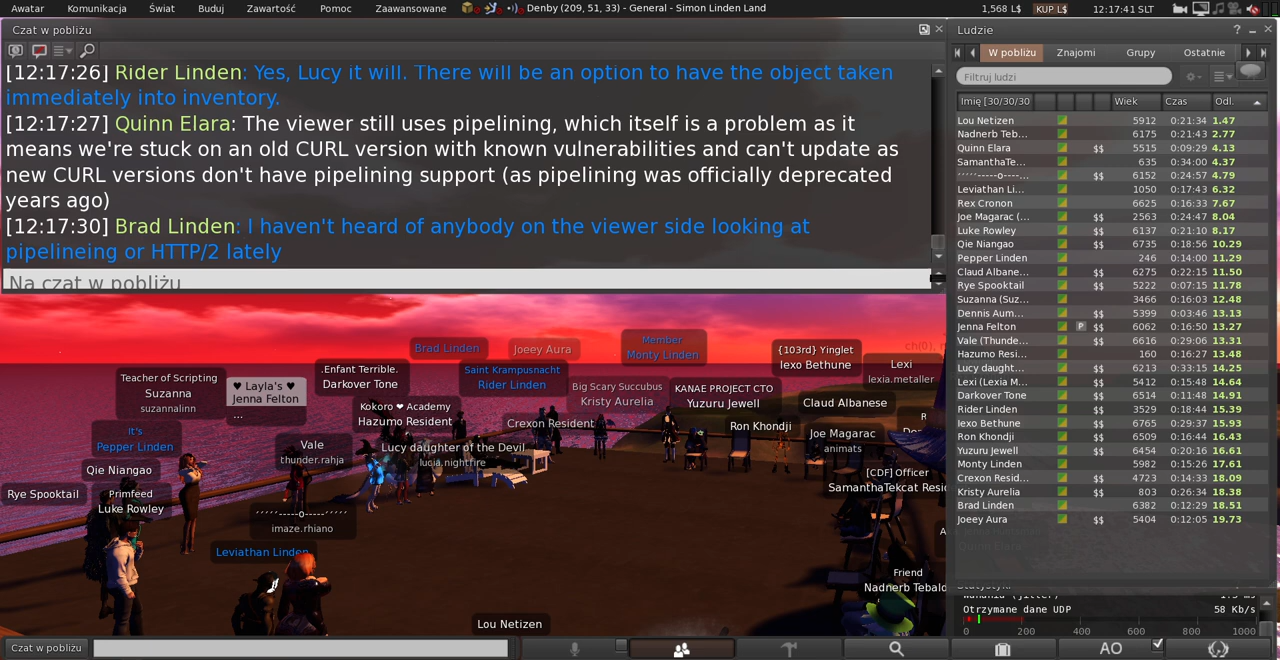 Awatar Komunikacja Świat Buduj Zawartość Pomoc Zaawansowane Denby (209, 51, 33) - General - Simon Linden Land 1,568 L$ KUP L$ 12:17:41 SLT
Czat w pobliżu
[12:17:26] Rider Linden: Yes, Lucy it will. There will be an option to have the object taken
immediately into inventory.
[12:17:27] Quinn Elara: The viewer still uses pipelining, which itself is a problem as it
means we're stuck on an old CURL version with known vulnerabilities and can't update as
new CURL versions don't have pipelining support (as pipelining was officially deprecated
years ago)
[12:17:30] Brad Linden: I haven't heard of anybody on the viewer side looking at
pipelineing or HTTP/2 lately
Na czat w pobliżu
Brad Linden
Joeey Aura
Member
Monty Linden
{103rd} Yinglet
Iexo Bethune
Lexi
lexia.metaller
.Enfant Terrible.
Darkover Tone
Saint Krampusnacht
Rider Linden
Teacher of Scripting
Suzanna
suzannalinn
♥ Layla's ♥
Jenna Felton
...
Big Scary Succubus
Kristy Aurelia
KANAE PROJECT CTO
Yuzuru Jewell
Claud Albanese
Kokoro ❤ Academy
Hazumo Resident
Crexon Resident
Ron Khondji
Joe Magarac
animats
It's
Pepper Linden
Vale
thunder.rahja
Lucy daughter of the Devil
lucia.nightfire
Qie Niangao
[CDF] Officer
SamanthaTekcat Resid
Rye Spooktail
Primfeed
Luke Rowley
′′′′′-----o-----′′′′′
imaze.rhiano
Leviathan Linden
Friend
Nadnerb Tebald
Lou Netizen
Ludzie
W pobliżu Znajomi Grupy Ostatnie
Filtruj ludzi
Imię [30/30/30 Wiek Czas Odl.
Lou Netizen 5912 0:21:34 1.47
Nadnerb Teb... 6175 0:21:43 2.77
Quinn Elara $$ 5515 0:09:29 4.13
SamanthaTe... 635 0:34:00 4.37
′′′′′-----o----... $$ 6152 0:24:57 4.79
Leviathan Li... 1050 0:17:43 6.32
Rex Cronon 6625 0:16:33 7.67
Joe Magarac (... $$ 2563 0:24:47 8.04
Luke Rowley $$ 6137 0:21:10 8.17
Qie Niangao $$ 6735 0:18:56 10.29
Pepper Linden 246 0:14:00 11.29
Claud Albane... $$ 6275 0:22:15 11.50
Rye Spooktail $$ 5222 0:07:15 11.78
Suzanna (Suz... 3466 0:16:03 12.48
Dennis Aum... $$ 5399 0:03:46 13.13
Jenna Felton P $$ 6062 0:16:50 13.27
Vale (Thunde... $$ 6616 0:29:06 13.31
Hazumo Resi... 160 0:16:27 13.48
Lucy daught... $$ 6213 0:33:15 14.25
Lexi (Lexia M... $$ 5412 0:15:48 14.64
Darkover Tone $$ 6514 0:11:48 14.91
Rider Linden $$ 3529 0:18:44 15.39
Iexo Bethune $$ 6765 0:29:37 15.93
Ron Khondji $$ 6509 0:16:44 16.43
Yuzuru Jewell $$ 6454 0:20:16 16.61
Monty Linden 5982 0:15:26 17.61
Crexon Resid... $$ 4723 0:14:33 18.09
Kristy Aurelia $$ 803 0:26:34 18.38
Brad Linden 6382 0:12:29 18.51
Joeey Aura $$ 5404 0:12:05 19.73
Otrzymane dane UDP 58 Kb/s
0 200 400 600 800 1000
Czat w pobliżu AO